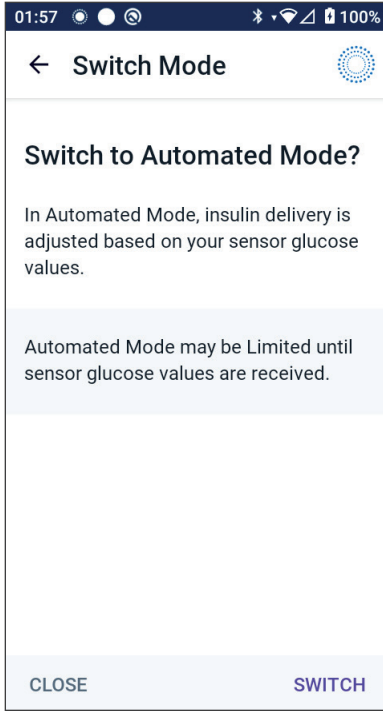 01:57 100%
Switch Mode
Switch to Automated Mode?
In Automated Mode, insulin delivery is
adjusted based on your sensor glucose
values.
Automated Mode may be Limited until
sensor glucose values are received.
CLOSE SWITCH